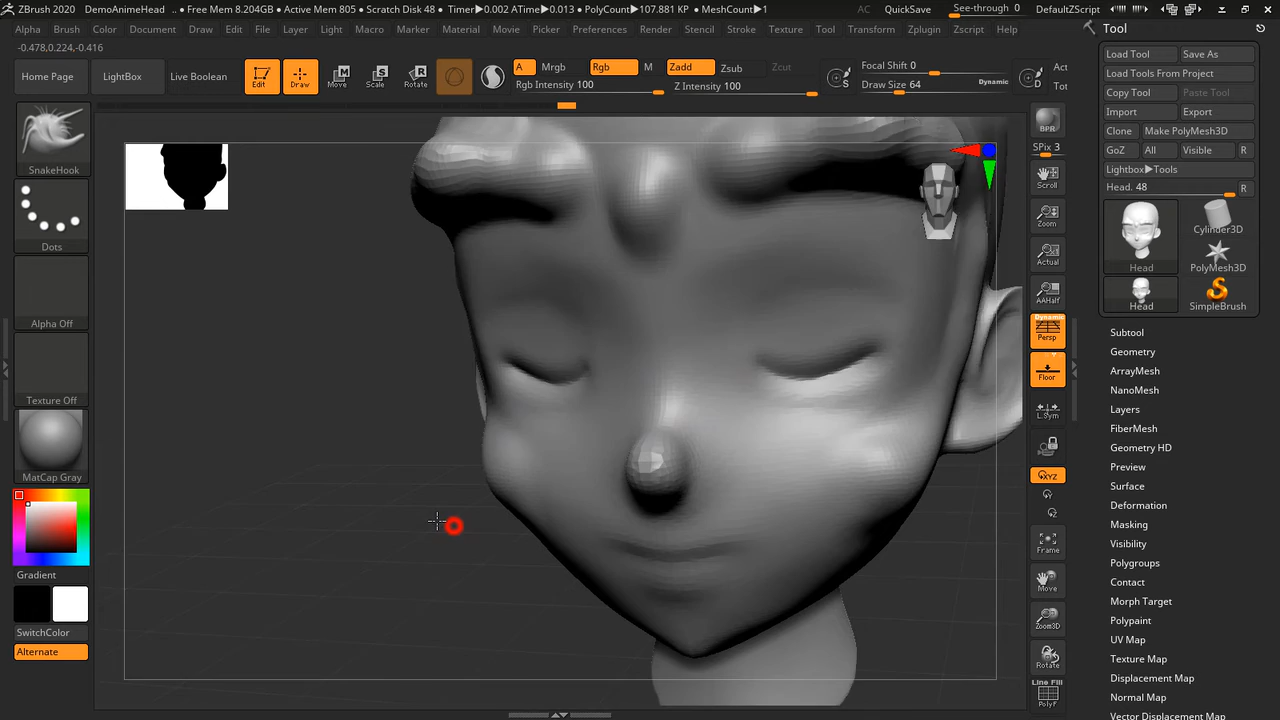 ZBrush 2020 DemoAnimeHead • Free Mem 8.204GB • Active Mem 805 • Scratch Disk 48 • Timer▶0.002 ATime▶0.013 • PolyCount▶107.881 KP • MeshCount▶1 AC QuickSave See-through 0 DefaultZScript
Alpha Brush Color Document Draw Edit File Layer Light Macro Marker Material Movie Picker Preferences Render Stencil Stroke Texture Tool Transform Zplugin Zscript Help
-0.478,0.224,-0.416
Home Page LightBox Live Boolean
Edit Draw Move Scale Rotate
A Mrgb Rgb M Zadd Zsub Zcut
Rgb Intensity 100 Z Intensity 100
Focal Shift 0
Draw Size 64 Dynamic
Act
Tot
SnakeHook
Dots
Alpha Off
Texture Off
MatCap Gray
Gradient
SwitchColor
Alternate
BPR
SPix 3
Scroll
Zoom
Actual
AAHalf
Dynamic
Persp
Floor
L.Sym
XYZ
Frame
Move
Zoom3D
Rotate
Line Fill
PolyF
Tool
Load Tool Save As
Load Tools From Project
Copy Tool Paste Tool
Import Export
Clone Make PolyMesh3D
GoZ All Visible R
Lightbox▶Tools
Head. 48 R
Head
Cylinder3D
PolyMesh3D
Head
SimpleBrush
Subtool
Geometry
ArrayMesh
NanoMesh
Layers
FiberMesh
Geometry HD
Preview
Surface
Deformation
Masking
Visibility
Polygroups
Contact
Morph Target
Polypaint
UV Map
Texture Map
Displacement Map
Normal Map
Vector Displacement Map